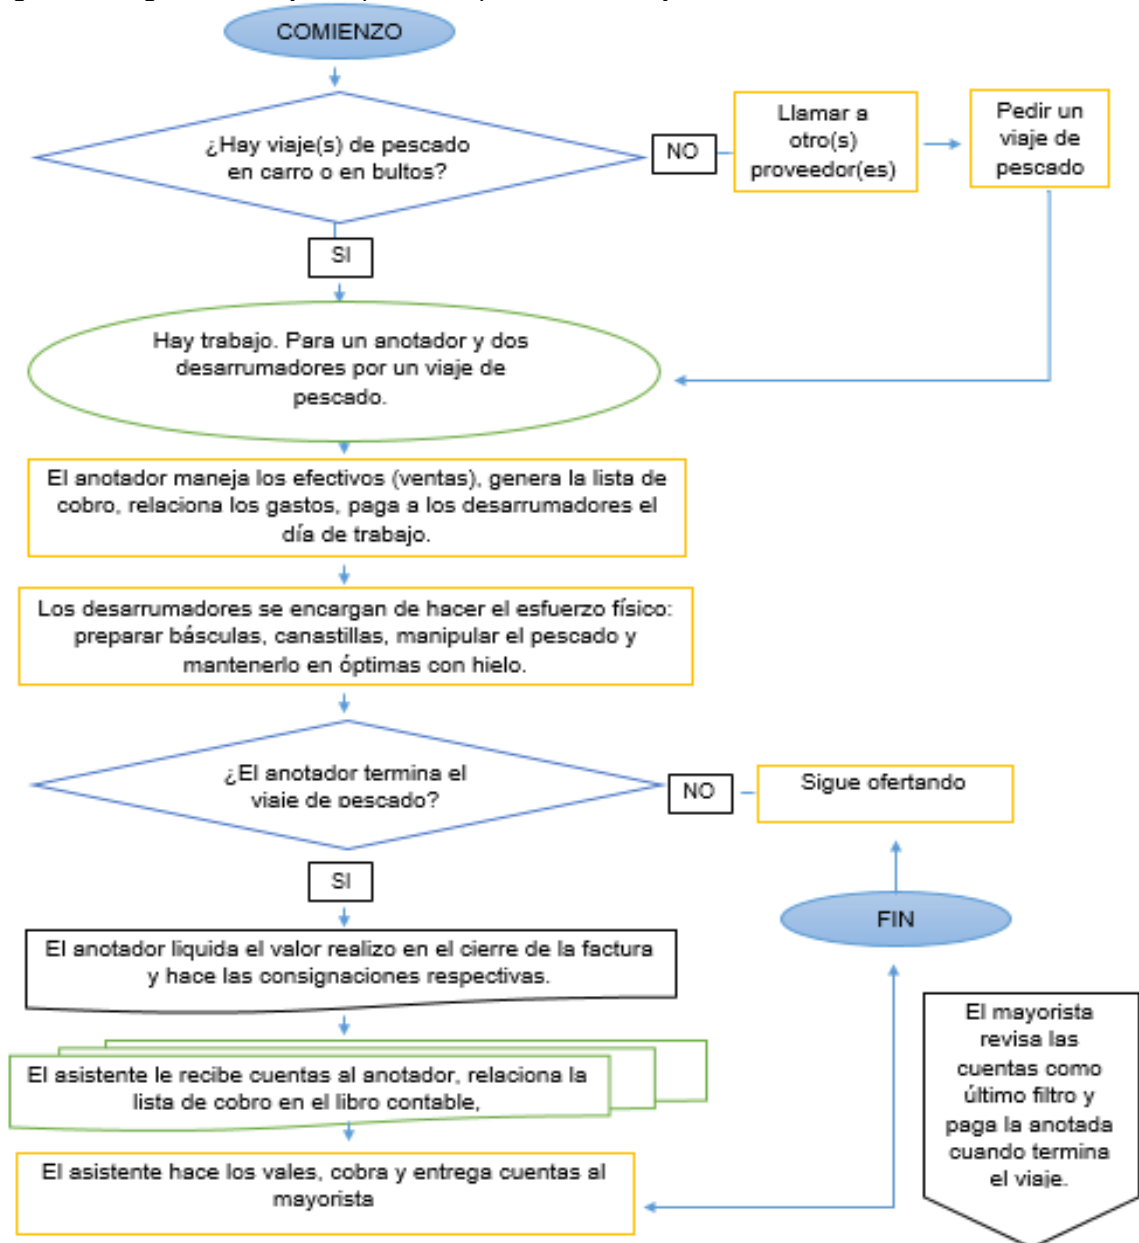 COMIENZO
¿Hay viaje(s) de pescado
en carro o en bultos?
NO
Llamar a
otro(s)
proveedor(es)
Pedir un
viaje de
pescado
SI
Hay trabajo. Para un anotador y dos
desarrumadores por un viaje de
pescado.
El anotador maneja los efectivos (ventas), genera la lista de
cobro, relaciona los gastos, paga a los desarrumadores el
día de trabajo.
Los desarrumadores se encargan de hacer el esfuerzo físico:
preparar básculas, canastillas, manipular el pescado y
mantenerlo en óptimas con hielo.
¿El anotador termina el
viaje de pescado?
NO
Sigue ofertando
SI
FIN
El anotador liquida el valor realizo en el cierre de la factura
y hace las consignaciones respectivas.
El mayorista
revisa las
cuentas como
último filtro y
paga la anotada
cuando termina
el viaje.
El asistente le recibe cuentas al anotador, relaciona la
lista de cobro en el libro contable,
El asistente hace los vales, cobra y entrega cuentas al
mayorista